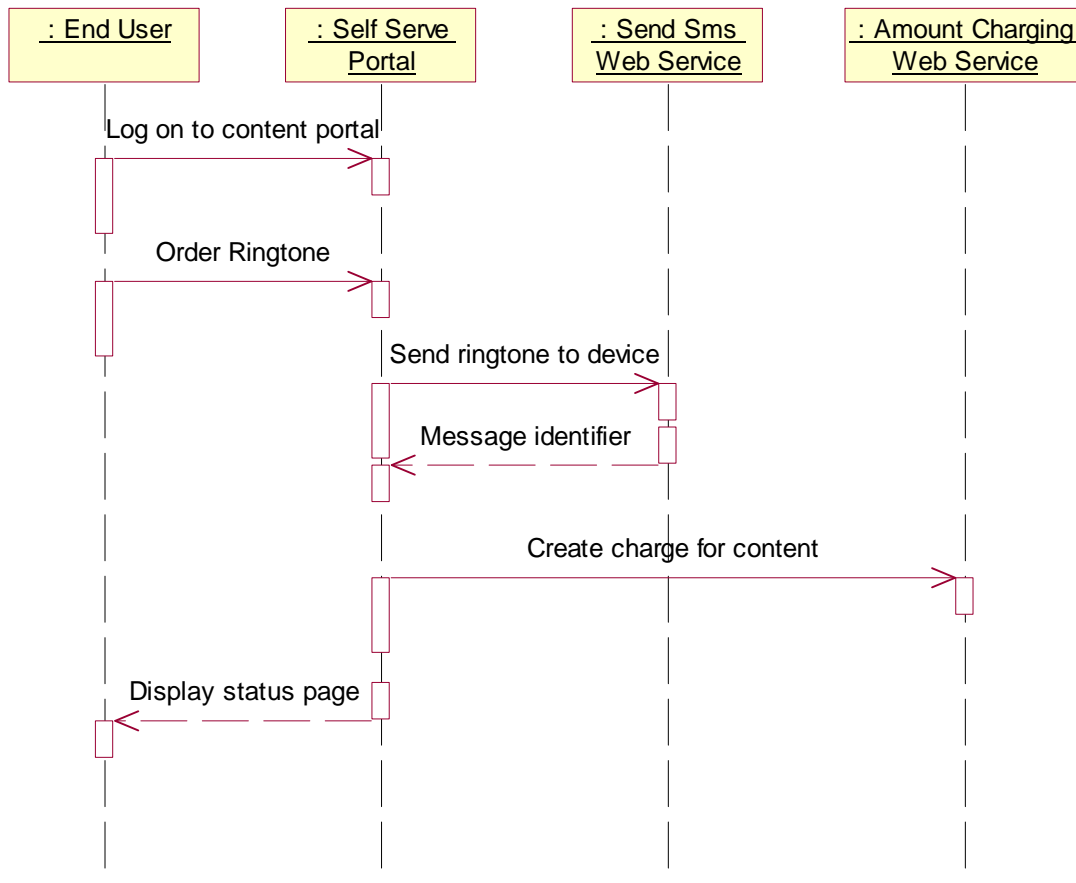 : End User
: Self Serve
Portal
: Send Sms
Web Service
: Amount Charging
Web Service
Log on to content portal
Order Ringtone
Send ringtone to device
Message identifier
Create charge for content
Display status page